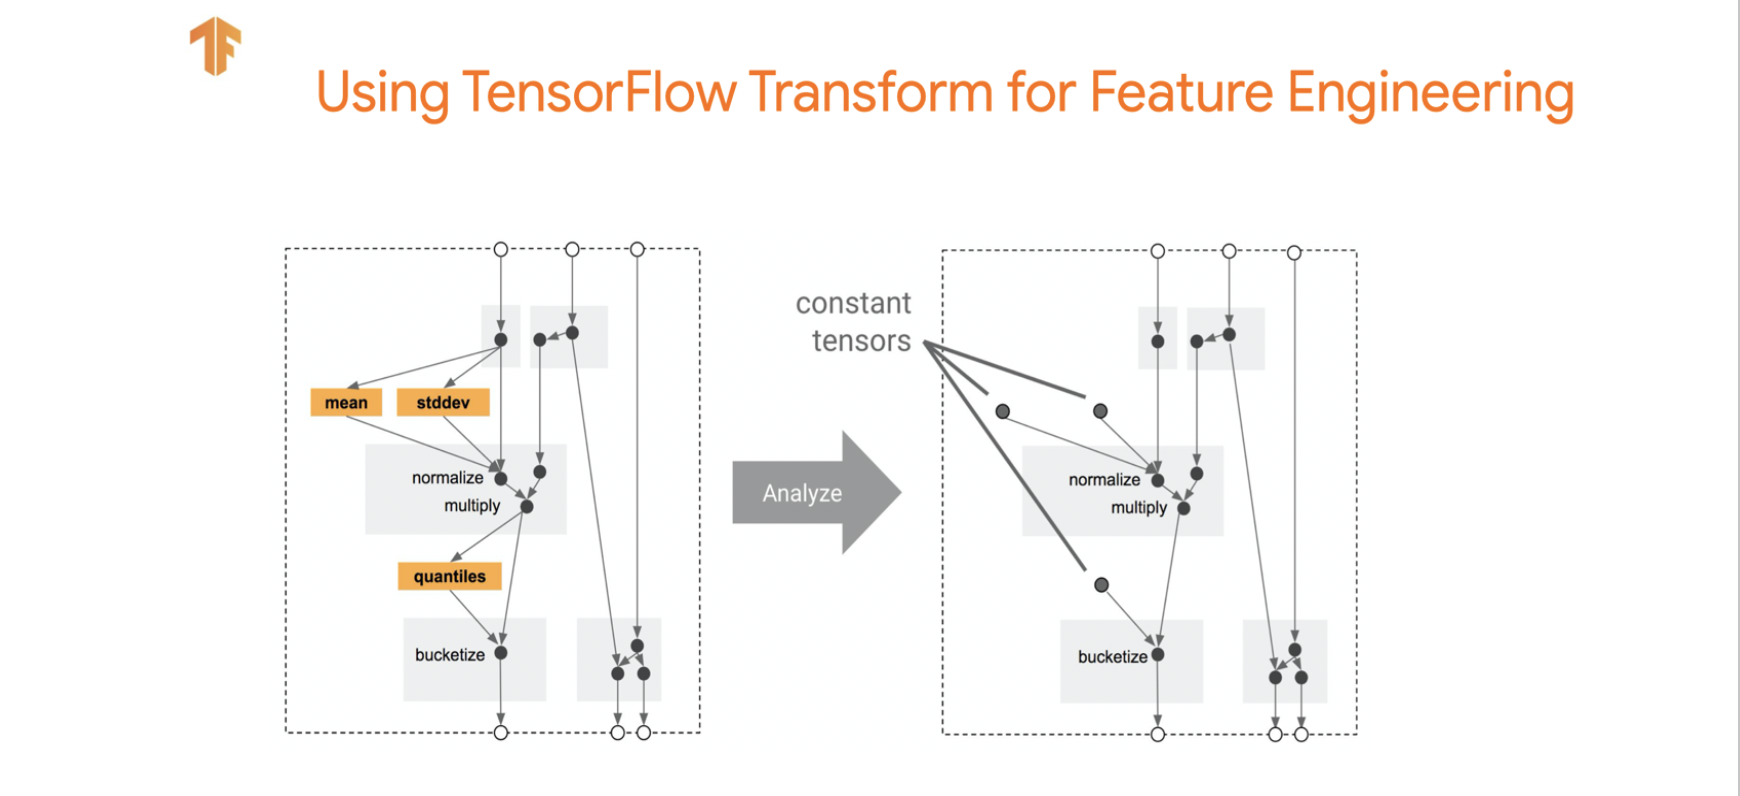 Using TensorFlow Transform for Feature Engineering
mean
stddev
normalize
multiply
quantiles
bucketize
Analyze
constant
tensors
normalize
multiply
bucketize